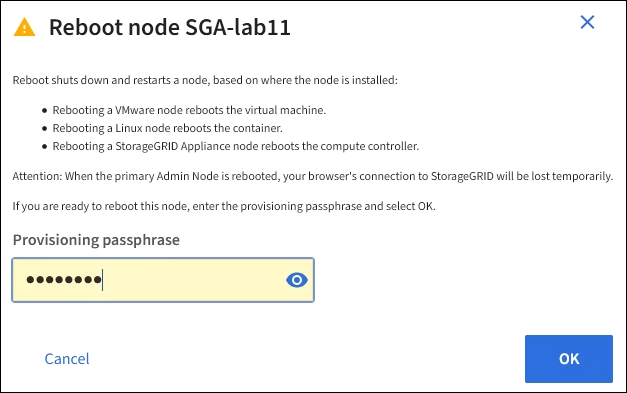 Reboot node SGA-lab11
Reboot shuts down and restarts a node, based on where the node is installed:
• Rebooting a VMware node reboots the virtual machine.
• Rebooting a Linux node reboots the container.
• Rebooting a StorageGRID Appliance node reboots the compute controller.
Attention: When the primary Admin Node is rebooted, your browser's connection to StorageGRID will be lost temporarily.
If you are ready to reboot this node, enter the provisioning passphrase and select OK.
Provisioning passphrase
••••••••
Cancel
OK